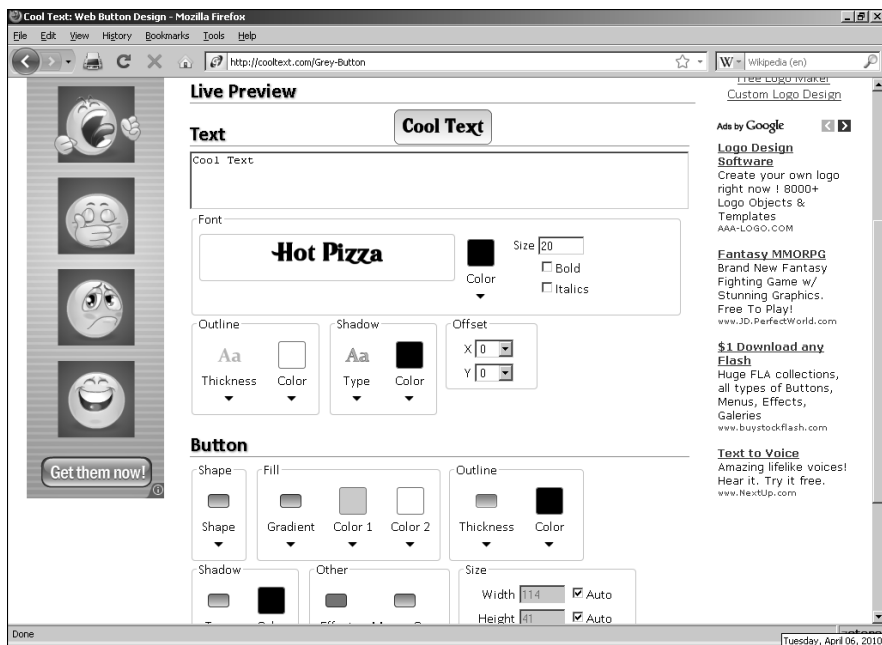 Cool Text: Web Button Design - Mozilla Firefox
File Edit View History Bookmarks Tools Help
http://cooltext.com/Grey-Button
W Wikipedia (en)
Free Logo Maker
Custom Logo Design
Live Preview
Cool Text
Text
Cool Text
Font
Hot Pizza
Color
Size 20
Bold
Italics
Outline
Aa
Thickness Color
Shadow
Aa
Type Color
Offset
X 0
Y 0
Button
Shape
Shape
Fill
Gradient Color 1 Color 2
Outline
Thickness Color
Shadow
Other
Size
Width 114 Auto
Height 41 Auto
Get them now!
Ads by Google
Logo Design
Software
Create your own logo
right now ! 8000+
Logo Objects &
Templates
AAA-LOGO.COM
Fantasy MMORPG
Brand New Fantasy
Fighting Game w/
Stunning Graphics.
Free To Play!
www.JD.PerfectWorld.com
$1 Download any
Flash
Huge FLA collections,
all types of Buttons,
Menus, Effects,
Galeries
www.buystockflash.com
Text to Voice
Amazing lifelike voices!
Hear it. Try it free.
www.NextUp.com
Done
Tuesday, April 06, 2010